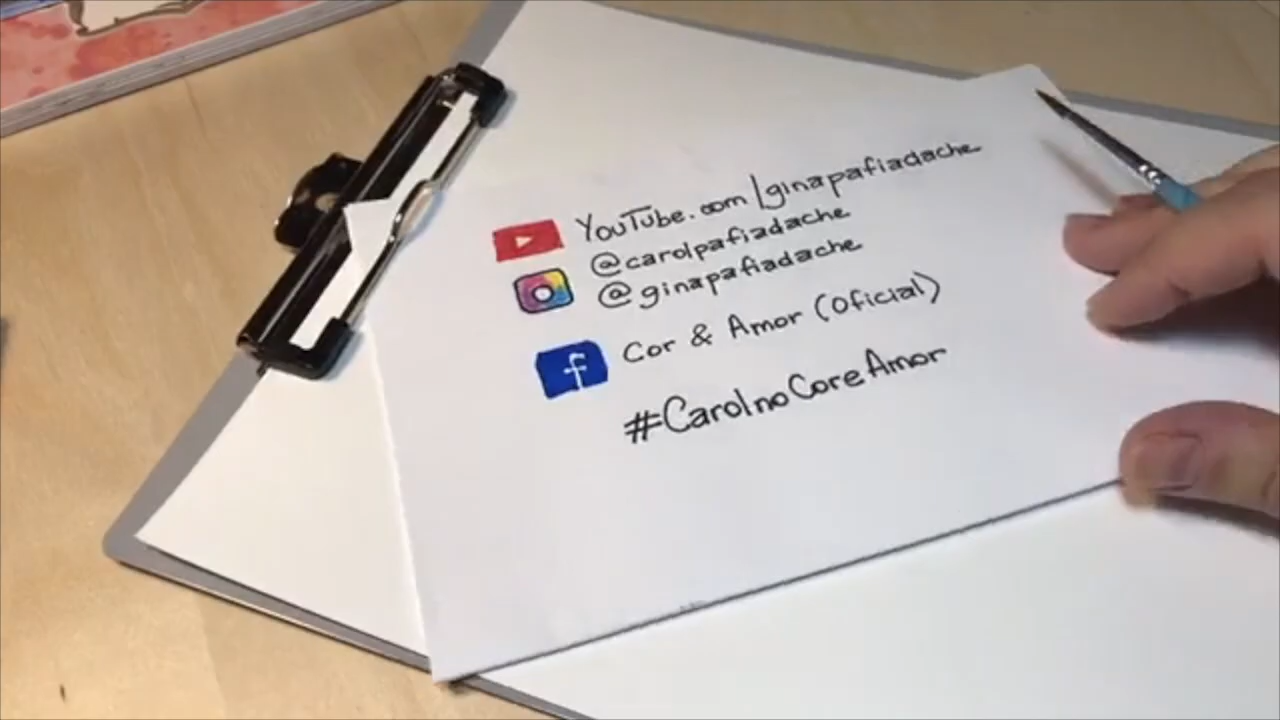 YouTube.com/ginapafiadache
@carolpafiadache
@ginapafiadache
f Cor & Amor (Oficial)
#CarolnoCoreAmor